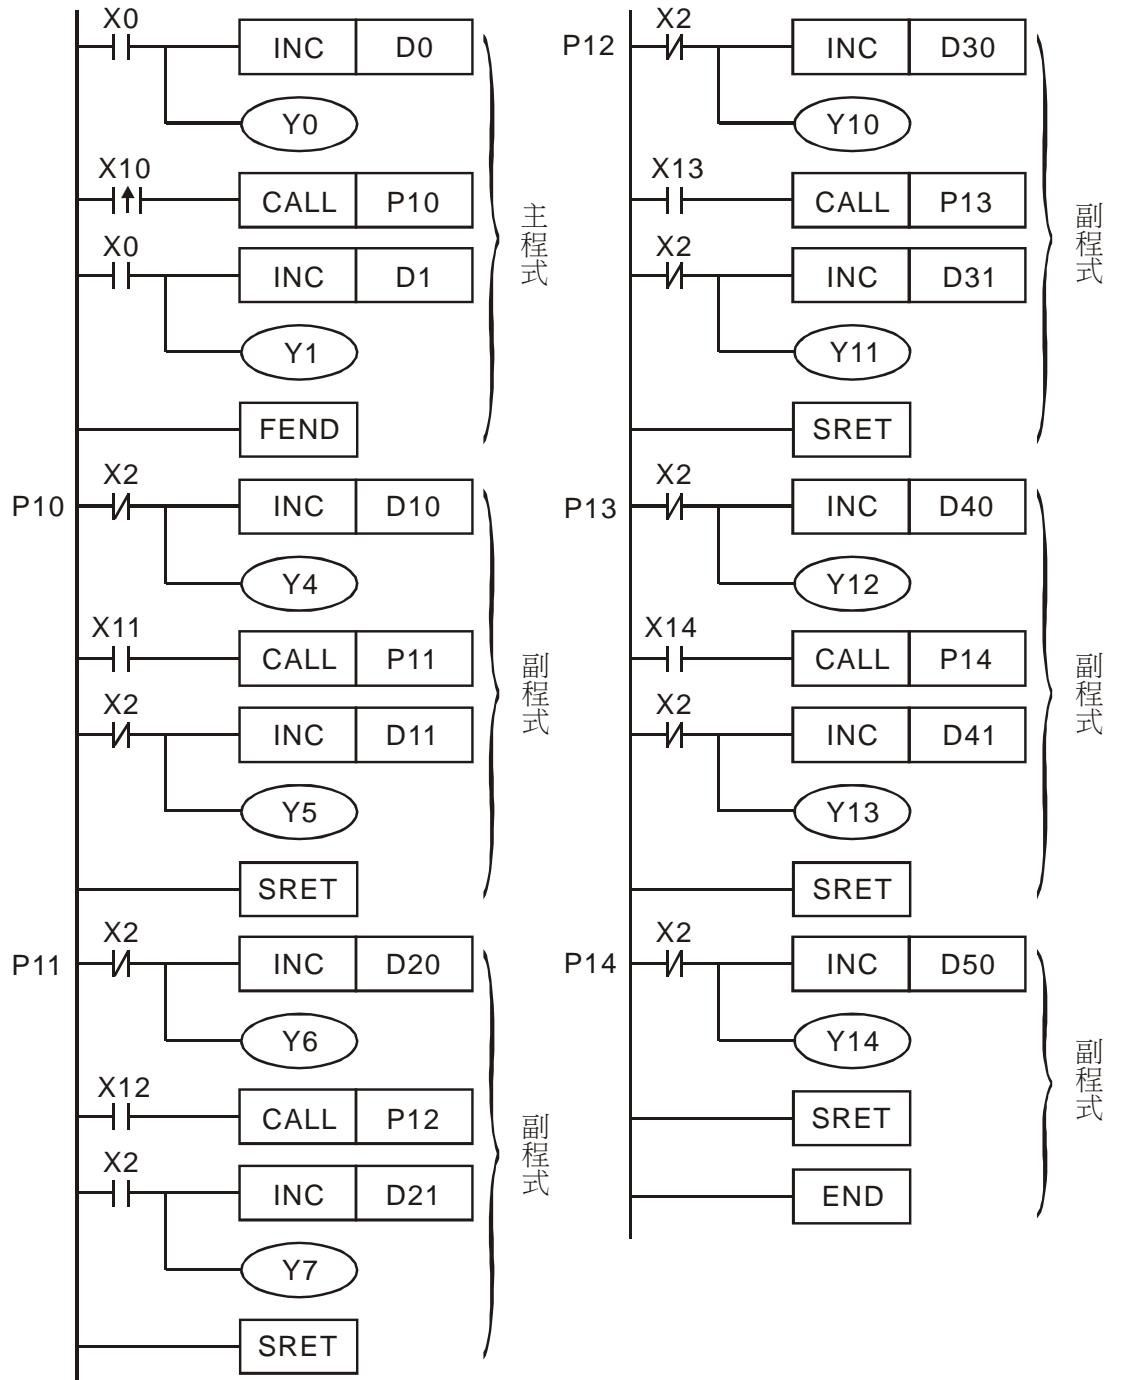 X0
INC D0
Y0
X10
CALL P10
X0
INC D1
Y1
FEND
主程式
P10
X2
INC D10
Y4
X11
CALL P11
X2
INC D11
Y5
SRET
副程式
P11
X2
INC D20
Y6
X12
CALL P12
X2
INC D21
Y7
SRET
副程式
P12
X2
INC D30
Y10
X13
CALL P13
X2
INC D31
Y11
SRET
副程式
P13
X2
INC D40
Y12
X14
CALL P14
X2
INC D41
Y13
SRET
副程式
P14
X2
INC D50
Y14
SRET
END
副程式